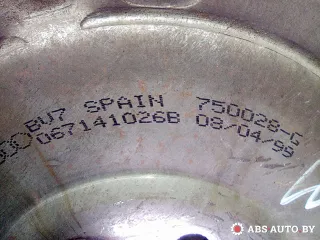 BU7 SPAIN 750028-C
067141026B 08/04/99
ABS AUTO BY